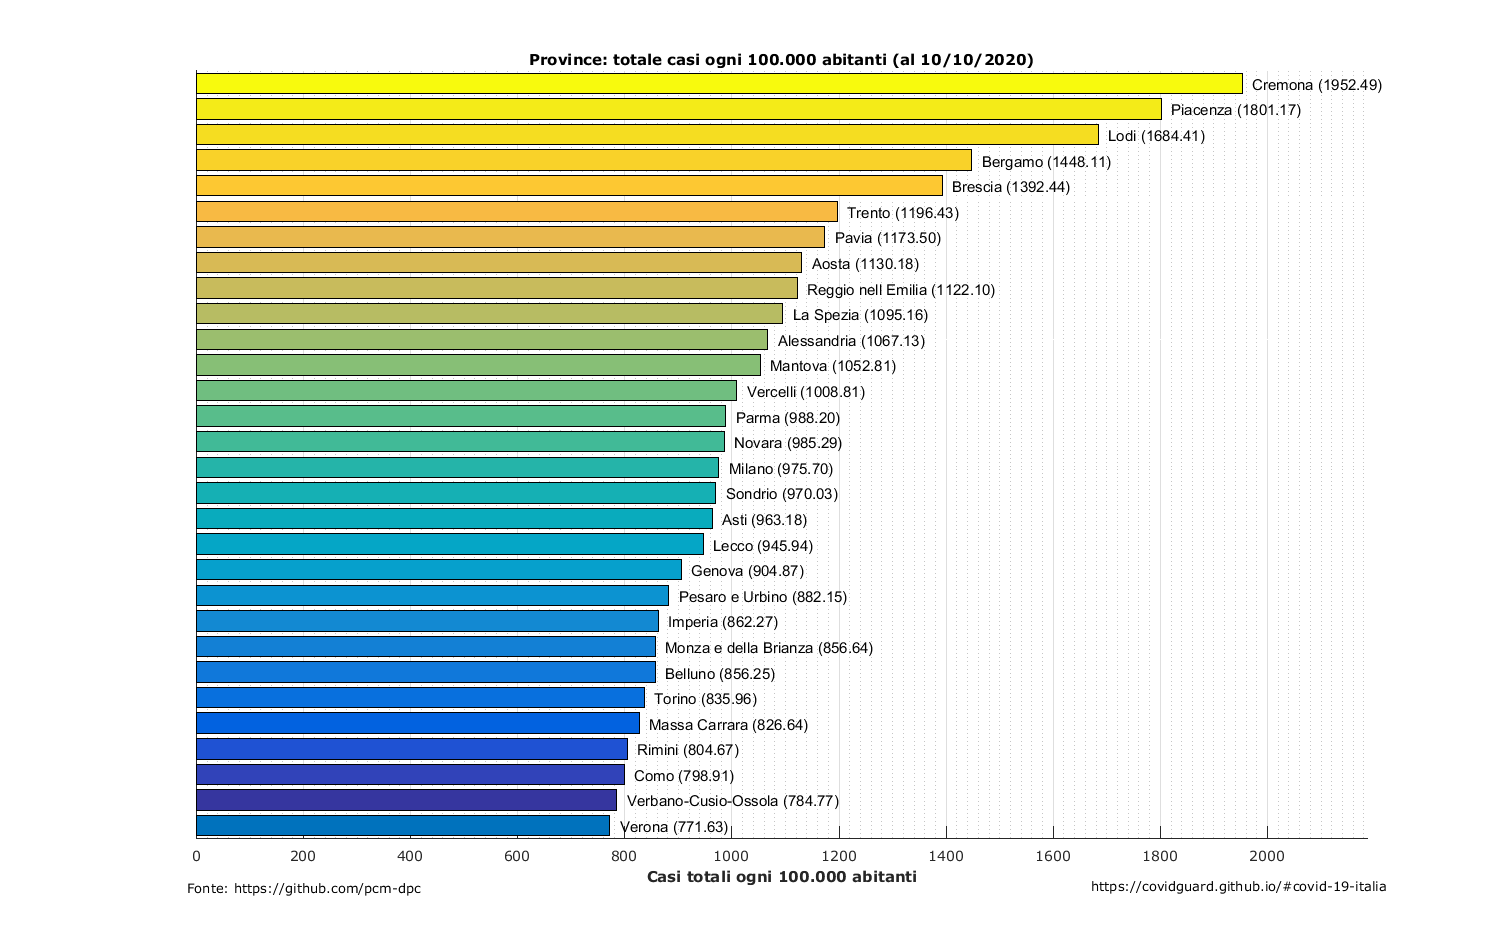 Province: totale casi ogni 100.000 abitanti (al 10/10/2020)
Cremona (1952.49)
Piacenza (1801.17)
Lodi (1684.41)
Bergamo (1448.11)
Brescia (1392.44)
Trento (1196.43)
Pavia (1173.50)
Aosta (1130.18)
Reggio nell Emilia (1122.10)
La Spezia (1095.16)
Alessandria (1067.13)
Mantova (1052.81)
Vercelli (1008.81)
Parma (988.20)
Novara (985.29)
Milano (975.70)
Sondrio (970.03)
Asti (963.18)
Lecco (945.94)
Genova (904.87)
Pesaro e Urbino (882.15)
Imperia (862.27)
Monza e della Brianza (856.64)
Belluno (856.25)
Torino (835.96)
Massa Carrara (826.64)
Rimini (804.67)
Como (798.91)
Verbano-Cusio-Ossola (784.77)
Verona (771.63)
0 200 400 600 800 1000 1200 1400 1600 1800 2000
Casi totali ogni 100.000 abitanti
Fonte: https://github.com/pcm-dpc
https://covidguard.github.io/#covid-19-italia